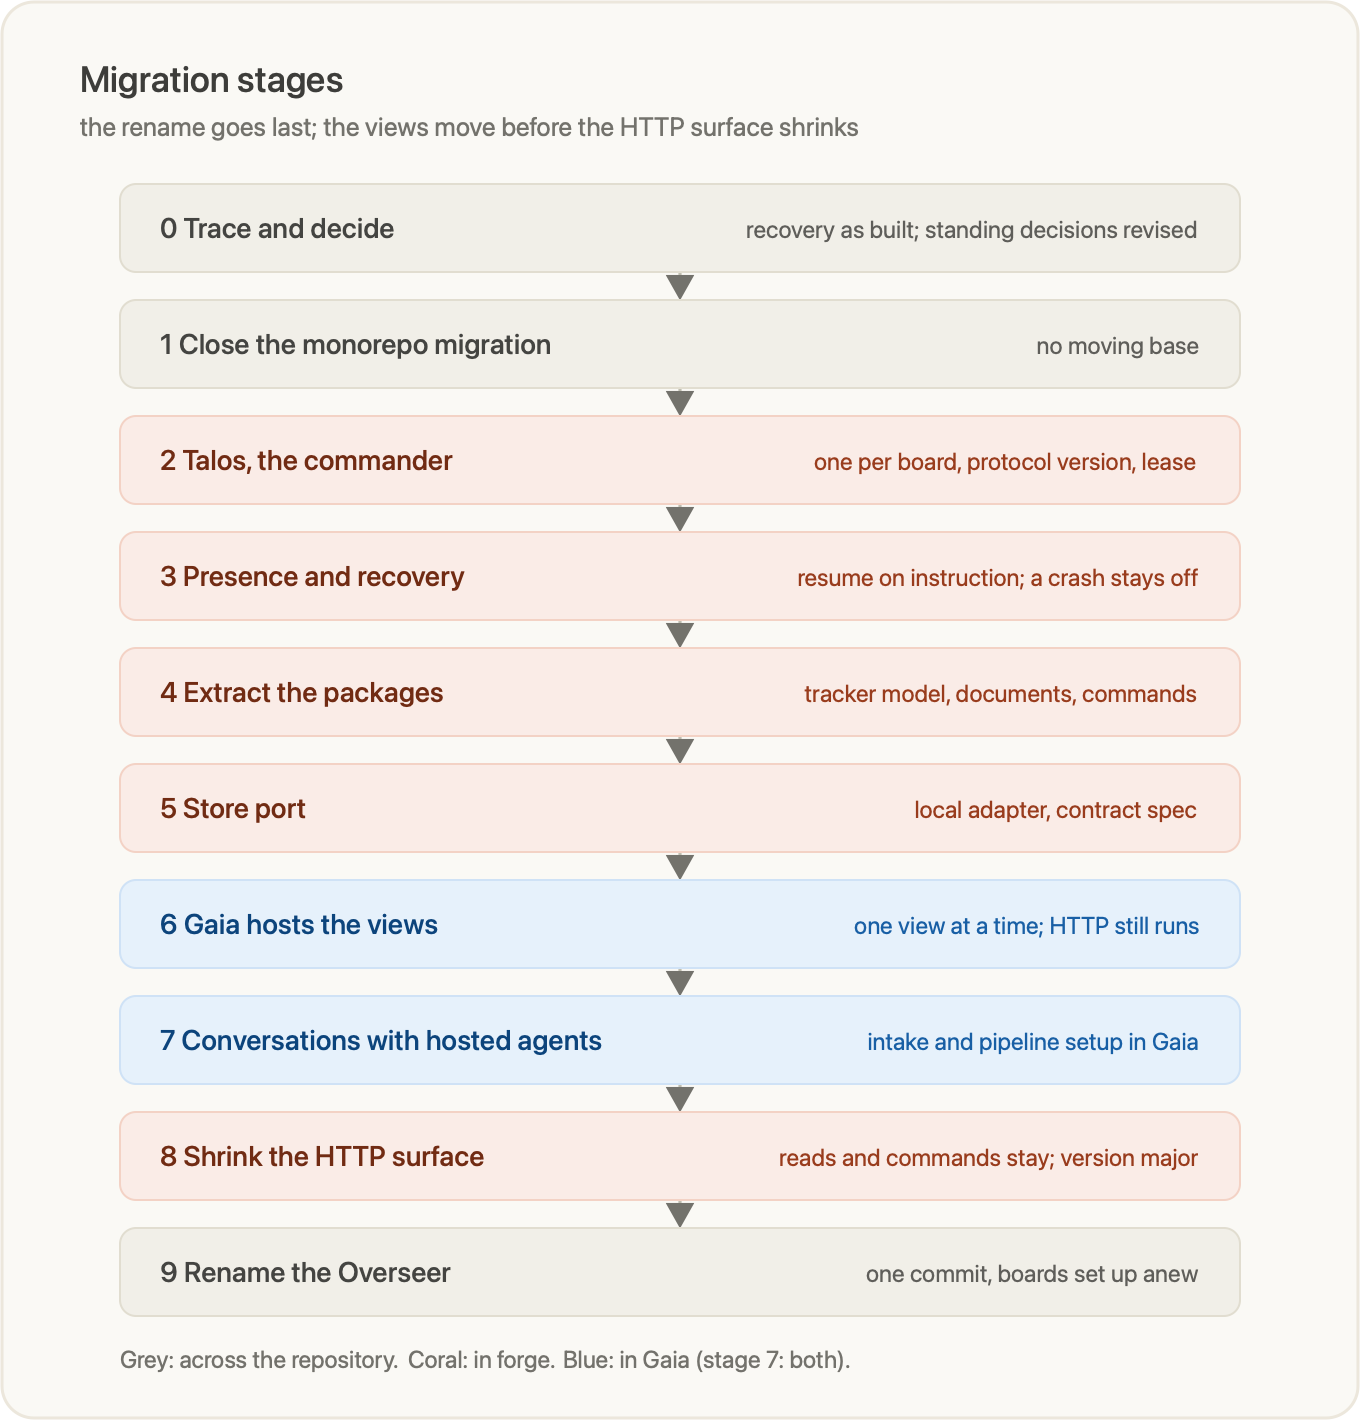 Migration stages
the rename goes last; the views move before the HTTP surface shrinks
0 Trace and decide
recovery as built; standing decisions revised
1 Close the monorepo migration
no moving base
2 Talos, the commander
one per board, protocol version, lease
3 Presence and recovery
resume on instruction; a crash stays off
4 Extract the packages
tracker model, documents, commands
5 Store port
local adapter, contract spec
6 Gaia hosts the views
one view at a time; HTTP still runs
7 Conversations with hosted agents
intake and pipeline setup in Gaia
8 Shrink the HTTP surface
reads and commands stay; version major
9 Rename the Overseer
one commit, boards set up anew
Grey: across the repository. Coral: in forge. Blue: in Gaia (stage 7: both).